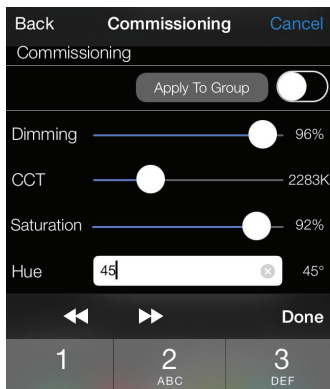 Back Commissioning Cancel
Commissioning
Apply To Group
Dimming 96%
CCT 2283K
Saturation 92%
Hue 45 45°
Done
1 2 3
ABC DEF